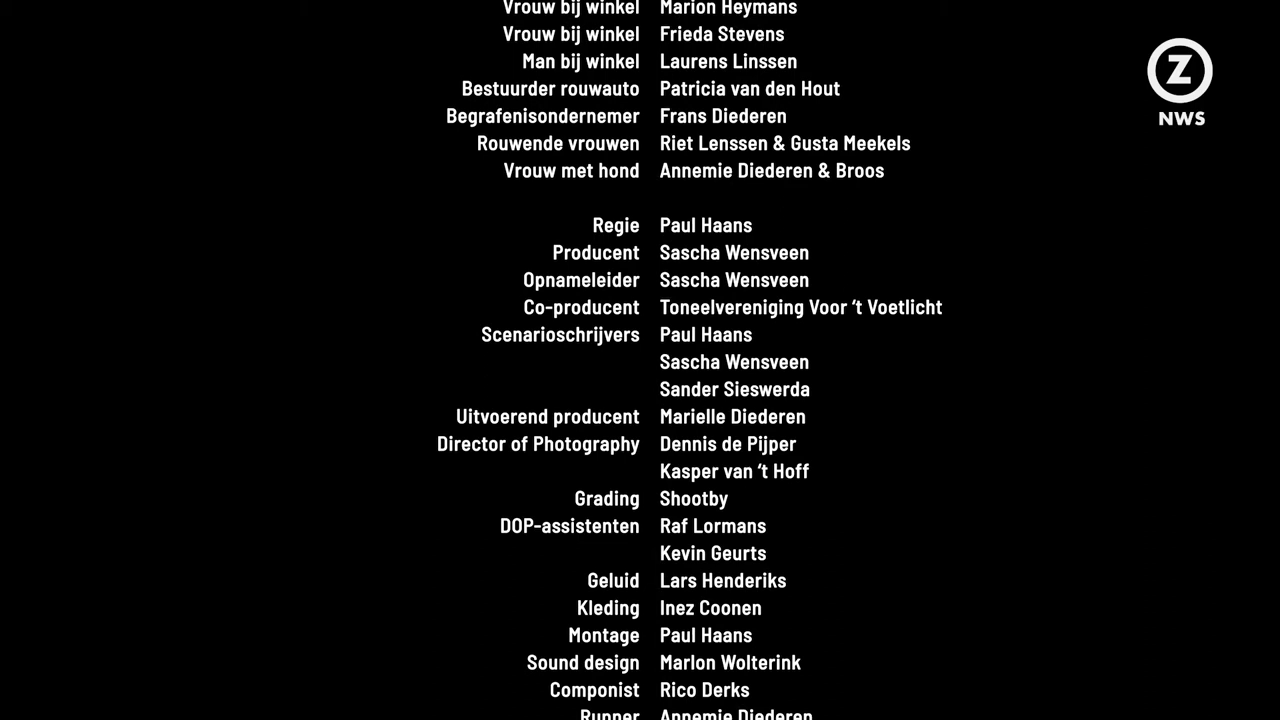 Vrouw bij winkel Marion Heymans
Vrouw bij winkel Frieda Stevens
Man bij winkel Laurens Linssen
Bestuurder rouwauto Patricia van den Hout
Begrafenisondernemer Frans Diederen
Rouwende vrouwen Riet Lenssen & Gusta Meekels
Vrouw met hond Annemie Diederen & Broos
Regie Paul Haans
Producent Sascha Wensveen
Opnameleider Sascha Wensveen
Co-producent Toneelvereniging Voor ‘t Voetlicht
Scenarioschrijvers Paul Haans
Sascha Wensveen
Sander Sieswerda
Uitvoerend producent Marielle Diederen
Director of Photography Dennis de Pijper
Kasper van ‘t Hoff
Grading Shootby
DOP-assistenten Raf Lormans
Kevin Geurts
Geluid Lars Henderiks
Kleding Inez Coonen
Montage Paul Haans
Sound design Marlon Wolterink
Componist Rico Derks
Runner Annemie Diederen
Z
NWS